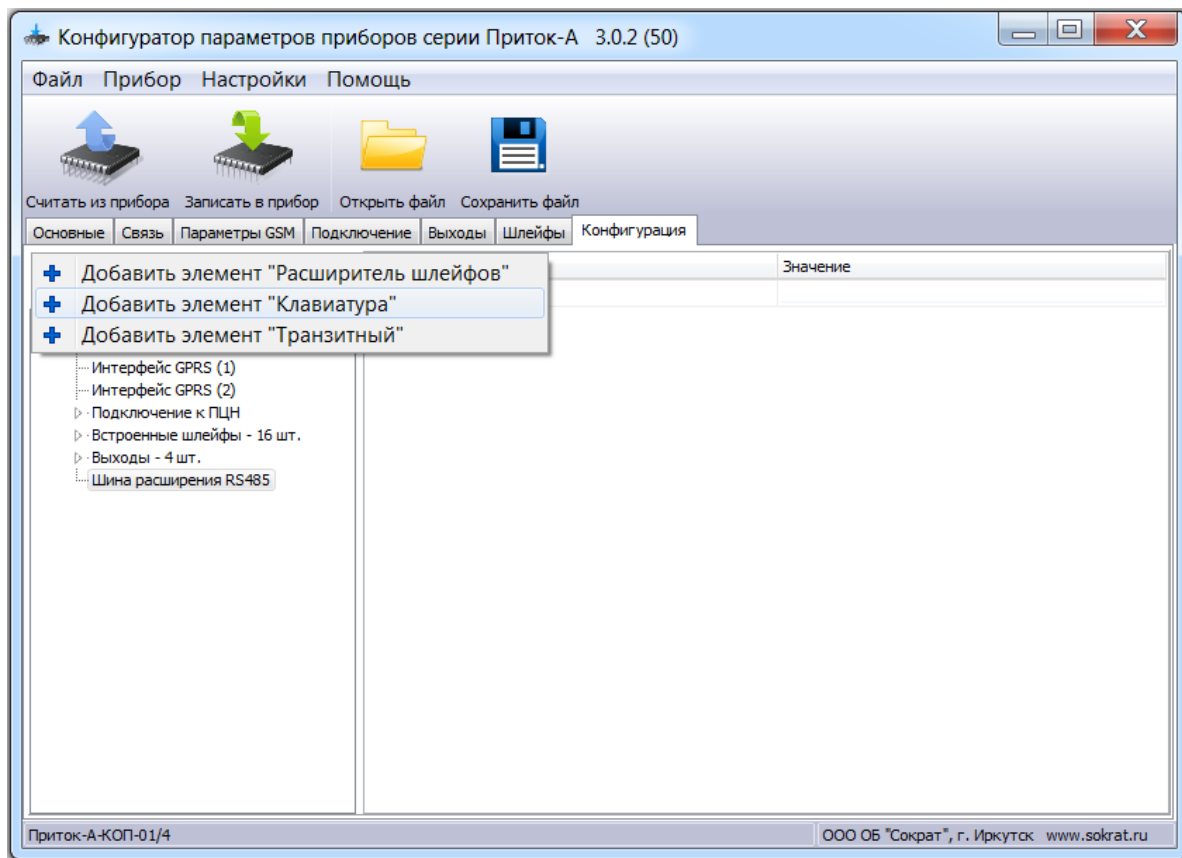 Конфигуратор параметров приборов серии Приток-А 3.0.2 (50)
Файл Прибор Настройки Помощь
Считать из прибора Записать в прибор Открыть файл Сохранить файл
Основные Связь Параметры GSM Подключение Выходы Шлейфы Конфигурация
Значение
Добавить элемент "Расширитель шлейфов"
Добавить элемент "Клавиатура"
Добавить элемент "Транзитный"
Интерфейс GPRS (1)
Интерфейс GPRS (2)
Подключение к ПЦН
Встроенные шлейфы - 16 шт.
Выходы - 4 шт.
Шина расширения RS485
Приток-А-КОП-01/4 ООО ОБ "Сократ", г. Иркутск www.sokrat.ru